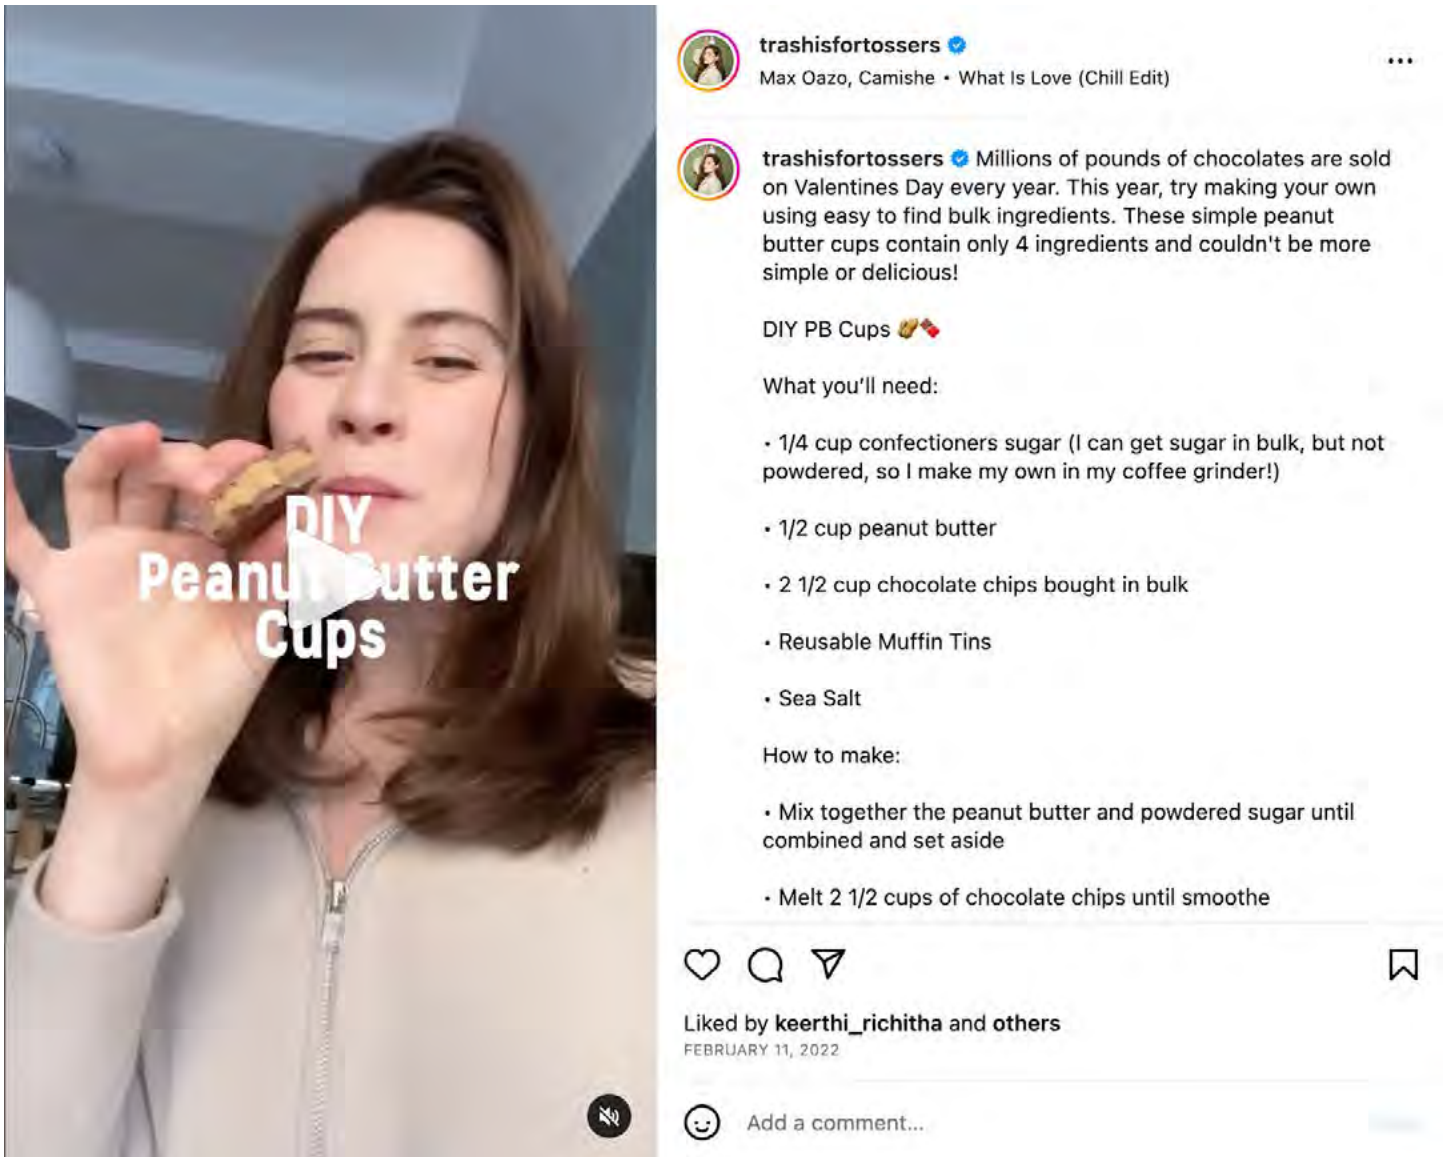 trashisfortossers
Max Oazo, Camishe • What Is Love (Chill Edit)
trashisfortossers Millions of pounds of chocolates are sold
on Valentines Day every year. This year, try making your own
using easy to find bulk ingredients. These simple peanut
butter cups contain only 4 ingredients and couldn't be more
simple or delicious!
DIY PB Cups 🥜🍫
What you'll need:
• 1/4 cup confectioners sugar (I can get sugar in bulk, but not
powdered, so I make my own in my coffee grinder!)
• 1/2 cup peanut butter
• 2 1/2 cup chocolate chips bought in bulk
• Reusable Muffin Tins
• Sea Salt
How to make:
• Mix together the peanut butter and powdered sugar until
combined and set aside
• Melt 2 1/2 cups of chocolate chips until smoothe
Liked by keerthi_richitha and others
FEBRUARY 11, 2022
Add a comment...
DIY
Peanut Butter
Cups